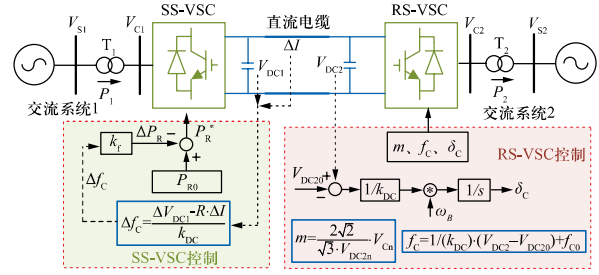 SS-VSC
直流电缆
RS-VSC
V_S1
V_C1
ΔI
V_C2
V_S2
T_1
V_DC1
V_DC2
T_2
P_1
P_2
交流系统1
交流系统2
k_f
ΔP_R
−
P_R^*
+
P_R0
Δf_C
Δf_C=\frac{ΔV_DC1−R·ΔI}{k_DC}
SS-VSC控制
m、f_C、δ_C
RS-VSC控制
V_DC20
+
−
1/k_DC
*
1/s
δ_C
ω_B
m=\frac{2√2}{√3·V_DC2n}·V_Cn
f_C=1/(k_DC)·(V_DC2−V_DC20)+f_C0